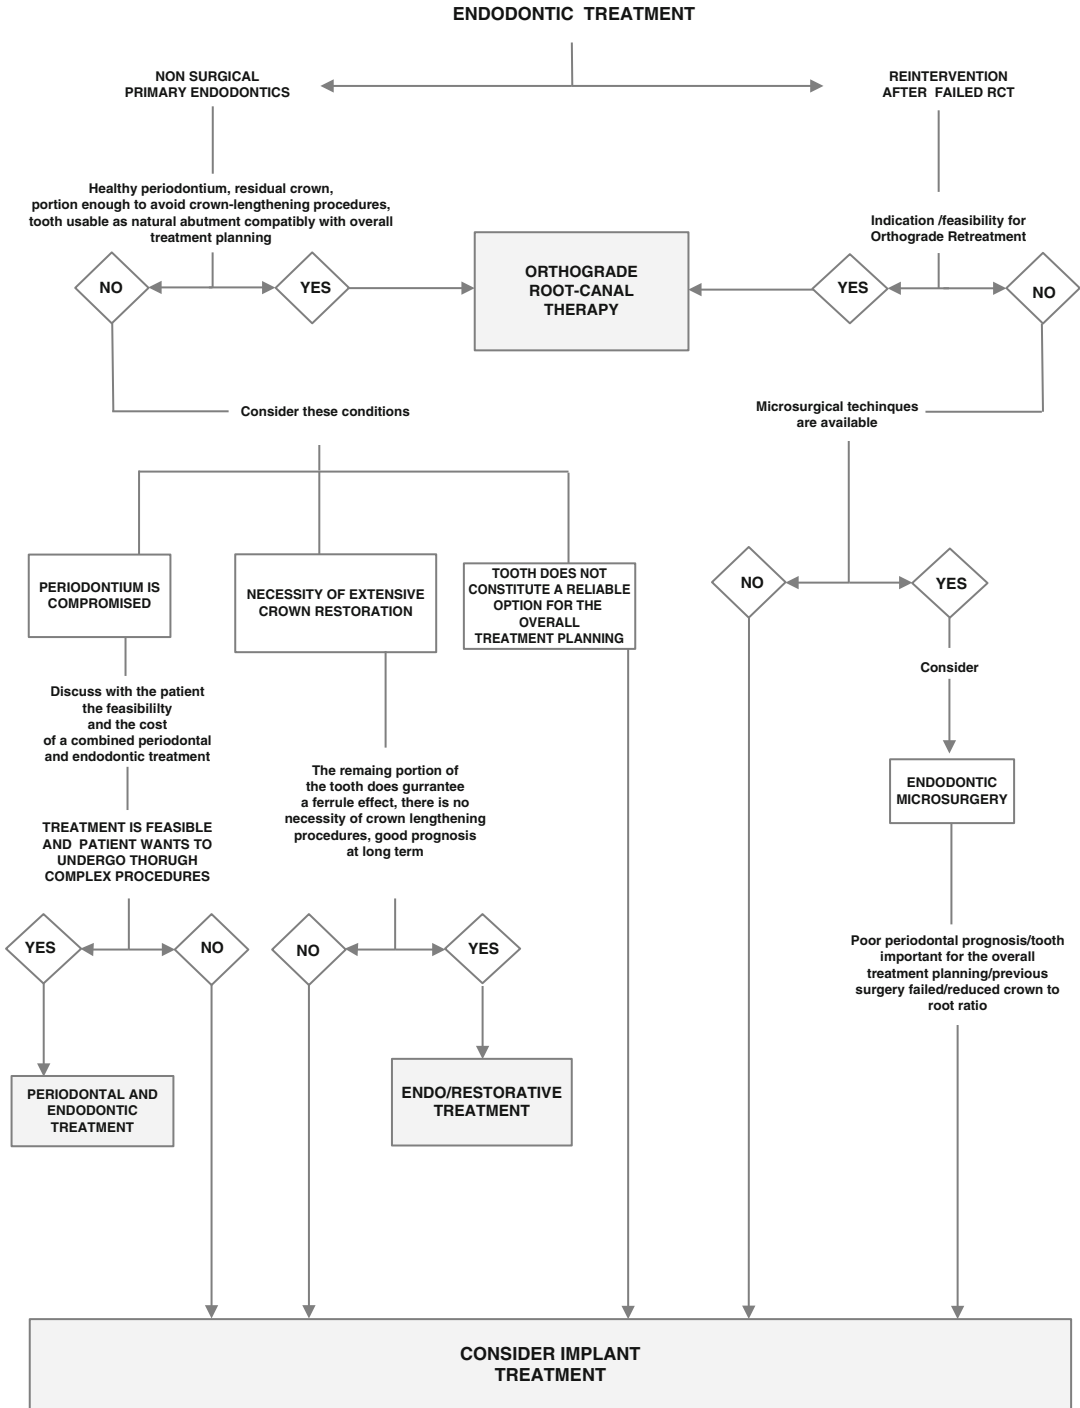 ENDODONTIC TREATMENT
NON SURGICAL
PRIMARY ENDODONTICS
REINTERVENTION
AFTER FAILED RCT
Healthy periodontium, residual crown,
portion enough to avoid crown-lengthening procedures,
tooth usable as natural abutment compatibly with overall
treatment planning
Indication /feasibility for
Orthograde Retreatment
NO
YES
ORTHOGRADE
ROOT-CANAL
THERAPY
YES
NO
Consider these conditions
Microsurgical techinques
are available
PERIODONTIUM IS
COMPROMISED
NECESSITY OF EXTENSIVE
CROWN RESTORATION
TOOTH DOES NOT
CONSTITUTE A RELIABLE
OPTION FOR THE
OVERALL
TREATMENT PLANNING
NO
YES
Consider
Discuss with the patient
the feasibililty
and the cost
of a combined periodontal
and endodontic treatment
The remaing portion of
the tooth does gurrantee
a ferrule effect, there is no
necessity of crown lengthening
procedures, good prognosis
at long term
ENDODONTIC
MICROSURGERY
TREATMENT IS FEASIBLE
AND PATIENT WANTS TO
UNDERGO THORUGH
COMPLEX PROCEDURES
YES
NO
NO
YES
Poor periodontal prognosis/tooth
important for the overall
treatment planning/previous
surgery failed/reduced crown to
root ratio
PERIODONTAL AND
ENDODONTIC
TREATMENT
ENDO/RESTORATIVE
TREATMENT
CONSIDER IMPLANT
TREATMENT